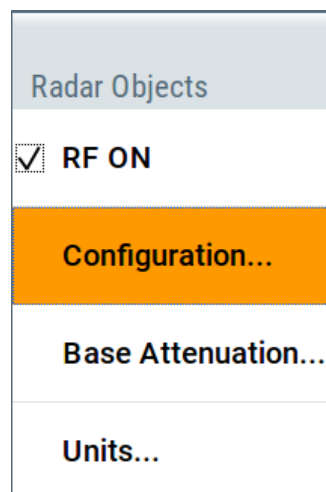 Radar Objects
RF ON
Configuration...
Base Attenuation...
Units...